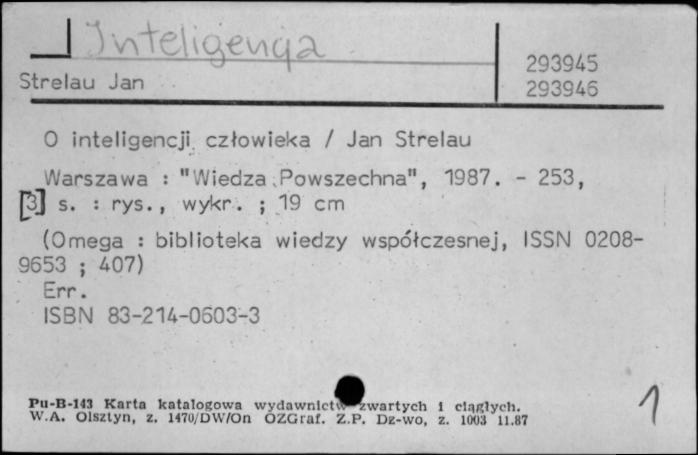 Inteligencja
293945
Strelau Jan
293946
O inteligencji człowieka / Jan Strelau
Warszawa : "Wiedza Powszechna", 1987. - 253,
[3] s. : rys., wykr. ; 19 cm
(Omega : biblioteka wiedzy współczesnej, ISSN 0208-
9653 ; 407)
Err.
ISBN 83-214-0603-3
Pu-B-143 Karta katalogowa wydawnictw zwartych i ciągłych.
W.A. Olsztyn, z. 1470/DW/On OZGraf. Z.P. Dz-wo, z. 1003 11.87
1